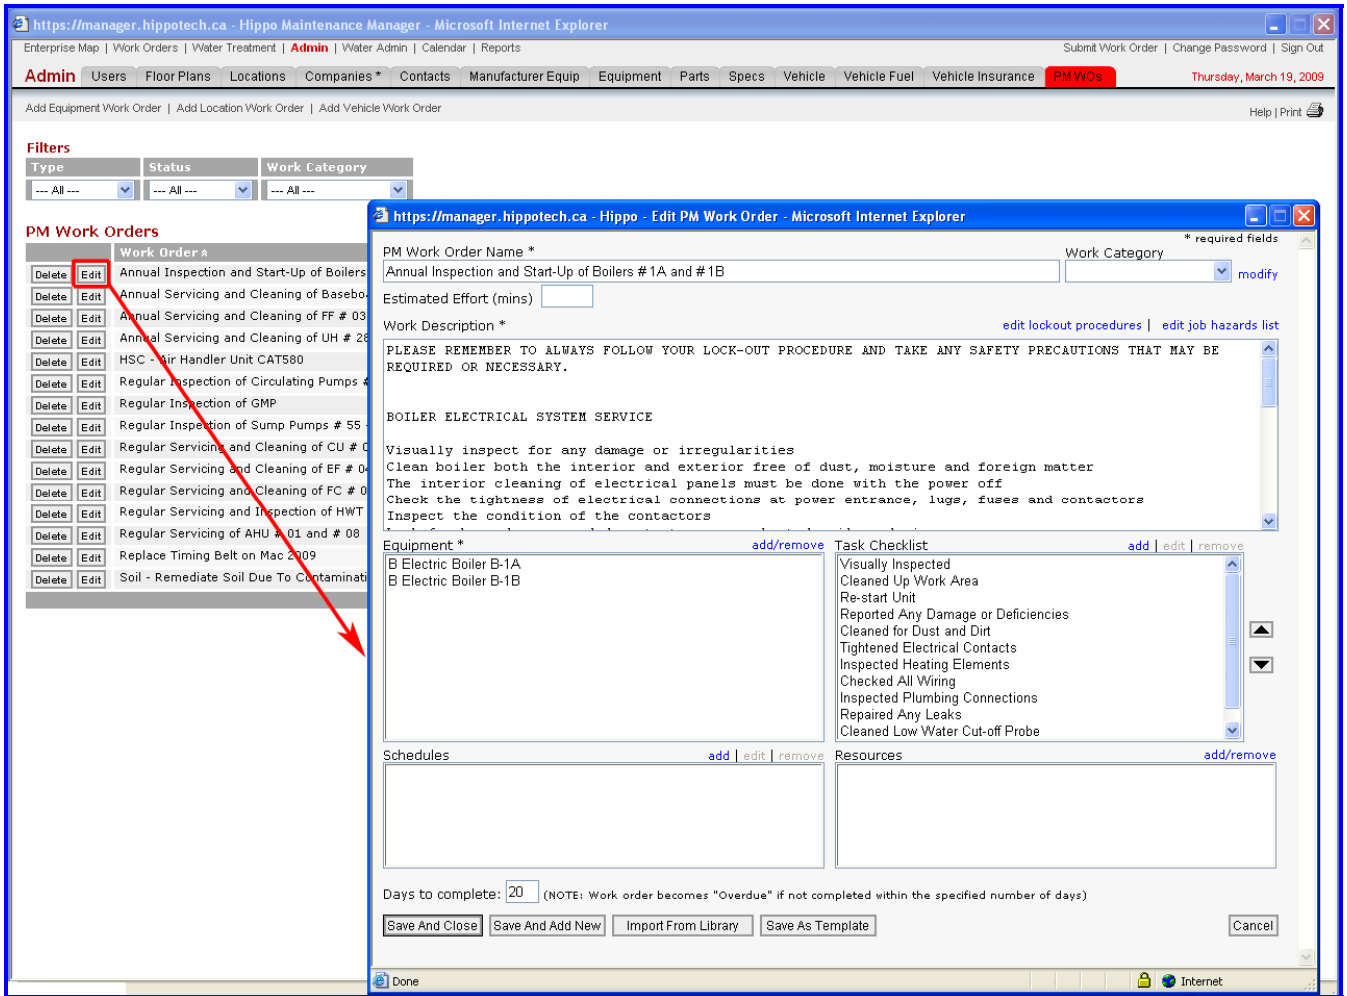 https://manager.hippotech.ca - Hippo Maintenance Manager - Microsoft Internet Explorer
Enterprise Map | Work Orders | Water Treatment | Admin | Water Admin | Calendar | Reports
Submit Work Order | Change Password | Sign Out
Admin Users Floor Plans Locations Companies * Contacts Manufacturer Equip Equipment Parts Specs Vehicle Vehicle Fuel Vehicle Insurance PM WOs
Thursday, March 19, 2009
Add Equipment Work Order | Add Location Work Order | Add Vehicle Work Order
Help | Print
Filters
Type Status Work Category
--- All --- --- All --- --- All ---
PM Work Orders
Work Order
Delete Edit Annual Inspection and Start-Up of Boilers
Delete Edit Annual Servicing and Cleaning of
Delete Edit Annual Servicing and Cleaning of FF # 03
Delete Edit Annual Servicing and Cleaning of UH # 28
Delete Edit HSC - Air Handler Unit CAT580
Delete Edit Regular Inspection of Circulating Pumps #
Delete Edit Regular Inspection of GMP
Delete Edit Regular Inspection of Sump Pumps # 55 -
Delete Edit Regular Servicing and Cleaning of CU #
Delete Edit Regular Servicing and Cleaning of EF #
Delete Edit Regular Servicing and Cleaning of FC # 0
Delete Edit Regular Servicing and Inspection of HWT
Delete Edit Regular Servicing of AHU # 01 and # 08
Delete Edit Replace Timing Belt on Mac 2009
Delete Edit Soil - Remediate Soil Due To
https://manager.hippotech.ca - Hippo - Edit PM Work Order - Microsoft Internet Explorer
* required fields
PM Work Order Name * Work Category
Annual Inspection and Start-Up of Boilers # 1A and # 1B modify
Estimated Effort (mins)
Work Description * edit lockout procedures | edit job hazards list
PLEASE REMEMBER TO ALWAYS FOLLOW YOUR LOCK-OUT PROCEDURE AND TAKE ANY SAFETY PRECAUTIONS THAT MAY BE
REQUIRED OR NECESSARY.
BOILER ELECTRICAL SYSTEM SERVICE
Visually inspect for any damage or irregularities
Clean boiler both the interior and exterior free of dust, moisture and foreign matter
The interior cleaning of electrical panels must be done with the power off
Check the tightness of electrical connections at power entrance, lugs, fuses and contactors
Inspect the condition of the contactors
Equipment * add/remove
B Electric Boiler B-1A
B Electric Boiler B-1B
Task Checklist add | edit | remove
Visually Inspected
Cleaned Up Work Area
Re-start Unit
Reported Any Damage or Deficiencies
Cleaned for Dust and Dirt
Tightened Electrical Contacts
Inspected Heating Elements
Checked All Wiring
Inspected Plumbing Connections
Repaired Any Leaks
Cleaned Low Water Cut-off Probe
Schedules add | edit | remove
Resources add/remove
Days to complete: 20 (NOTE: Work order becomes "Overdue" if not completed within the specified number of days)
Save And Close Save And Add New Import From Library Save As Template Cancel
Done Internet